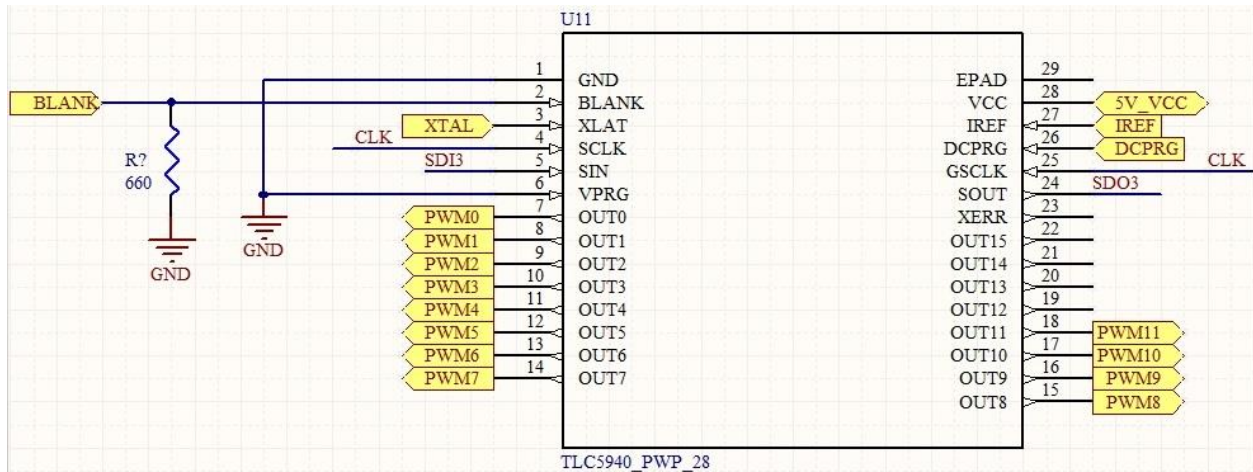 U11
1 GND
BLANK 2 BLANK
XTAL 3 XLAT
CLK 4 SCLK
SDI3 5 SIN
6 VPRG
PWM0 7 OUT0
PWM1 8 OUT1
PWM2 9 OUT2
PWM3 10 OUT3
PWM4 11 OUT4
PWM5 12 OUT5
PWM6 13 OUT6
PWM7 14 OUT7
R?
660
GND
GND
EPAD 29
VCC 28 5V_VCC
IREF 27 IREF
DCPRG 26 DCPRG
GSCLK 25 CLK
SOUT 24 SDO3
XERR 23
OUT15 22
OUT14 21
OUT13 20
OUT12 19
OUT11 18 PWM11
OUT10 17 PWM10
OUT9 16 PWM9
OUT8 15 PWM8
TLC5940_PWP_28